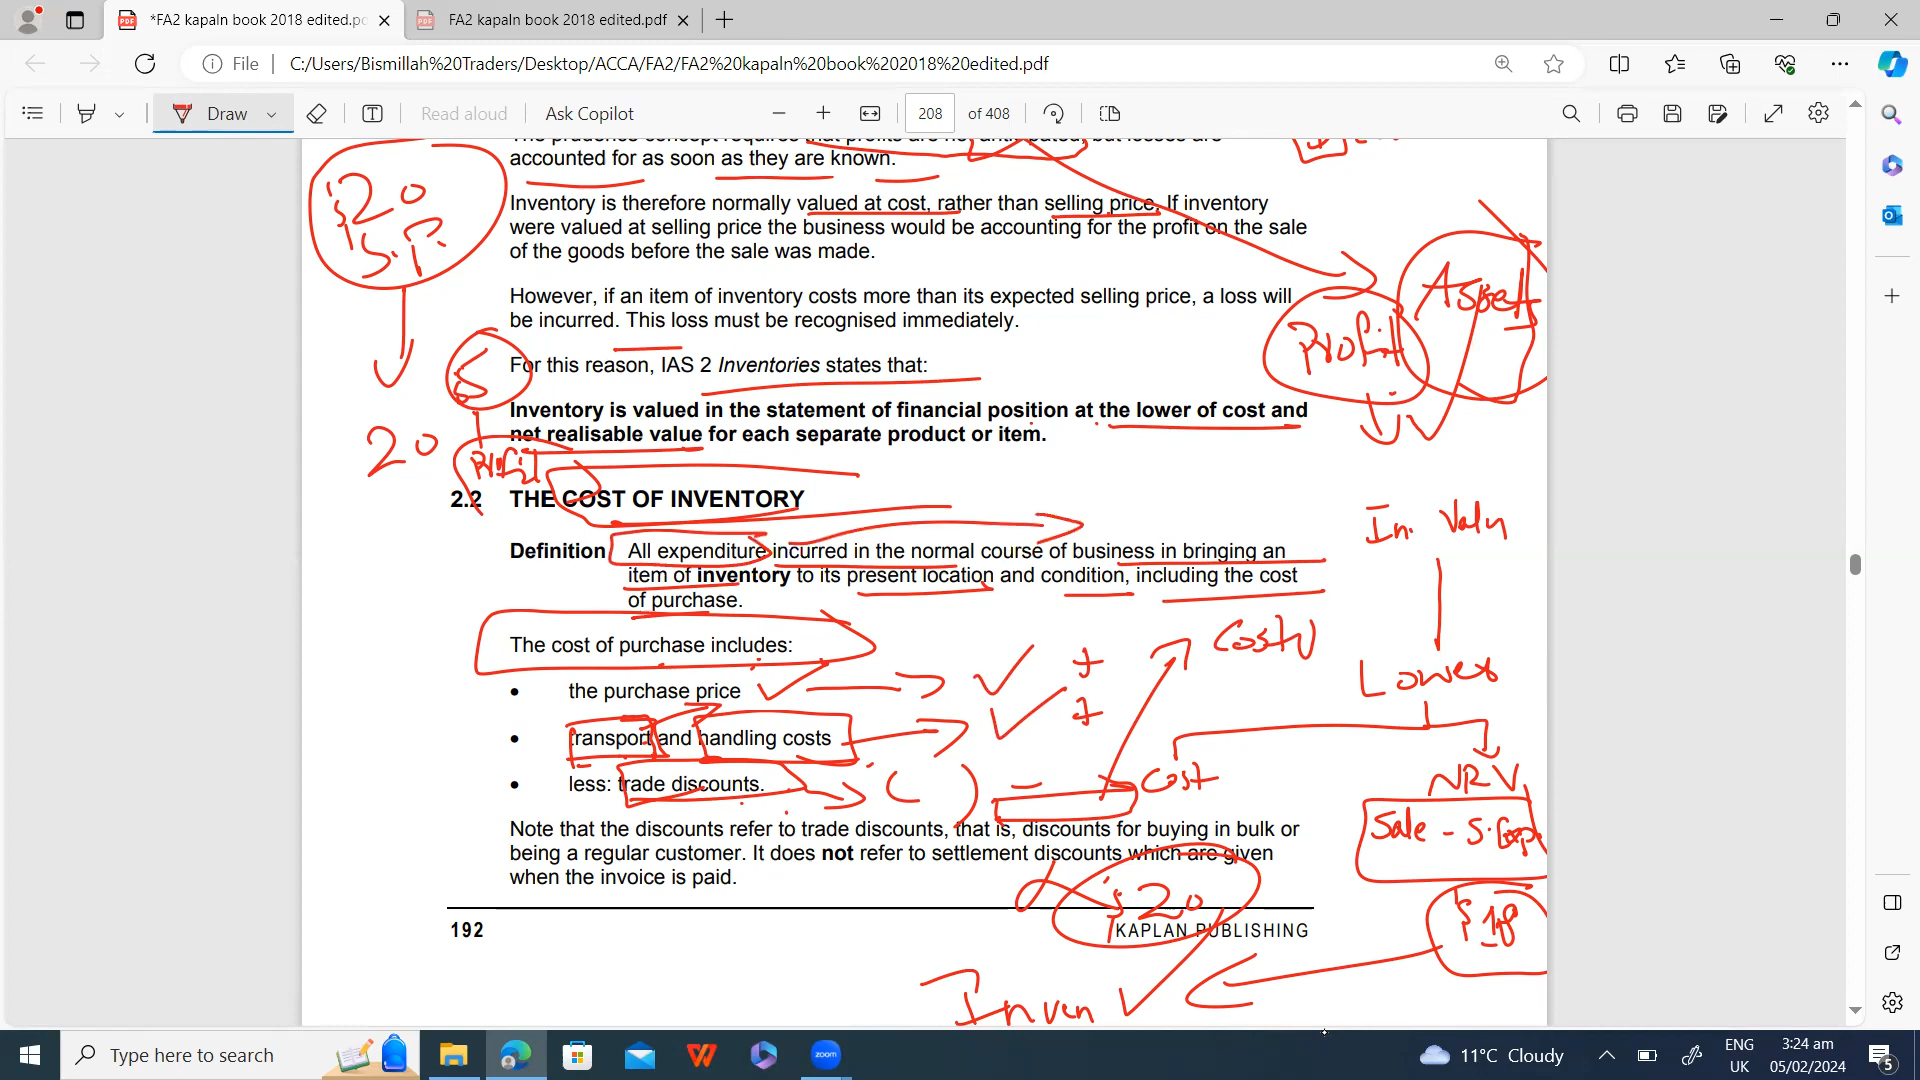 *FA2 kapaln book 2018 edited.pd
FA2 kapaln book 2018 edited.pdf
File
C:/Users/Bismillah%20Traders/Desktop/ACCA/FA2/FA2%20kapaln%20book%202018%20edited.pdf
Draw
Read aloud
Ask Copilot
208 of 408
accounted for as soon as they are known.
$20
S.P
Inventory is therefore normally valued at cost, rather than selling price. If inventory
were valued at selling price the business would be accounting for the profit on the sale
of the goods before the sale was made.
Asset
However, if an item of inventory costs more than its expected selling price, a loss will
be incurred. This loss must be recognised immediately.
Profit
For this reason, IAS 2 Inventories states that:
Inventory is valued in the statement of financial position at the lower of cost and
net realisable value for each separate product or item.
20
Profit
2.2 THE COST OF INVENTORY
In. Valu
Definition All expenditure incurred in the normal course of business in bringing an
item of inventory to its present location and condition, including the cost
of purchase.
The cost of purchase includes:
Cost
Lower
• the purchase price
+
• transport and handling costs
+
• less: trade discounts.
( ) -
Cost
NRV
Sale - S. Exp
Note that the discounts refer to trade discounts, that is, discounts for buying in bulk or
being a regular customer. It does not refer to settlement discounts which are given
when the invoice is paid.
$20
$18
192 KAPLAN PUBLISHING
Inven
Type here to search
zoom
11°C Cloudy
ENG
UK
3:24 am
05/02/2024
5